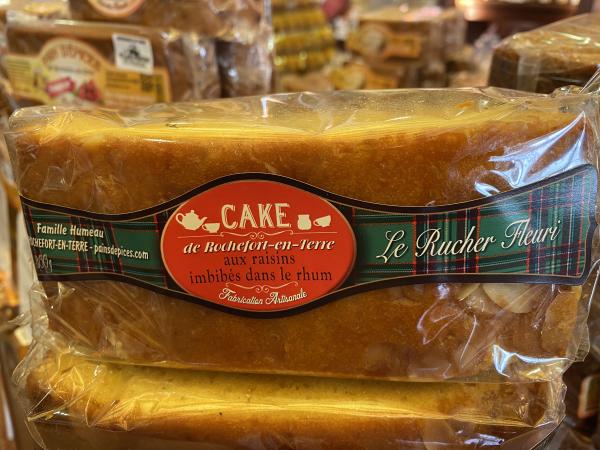 Famille Humeau
ROCHEFORT-EN-TERRE - painsdepices.com
CAKE
de Rochefort-en-Terre
aux raisins
imbibés dans le rhum
Fabrication Artisanale
Le Rucher Fleuri